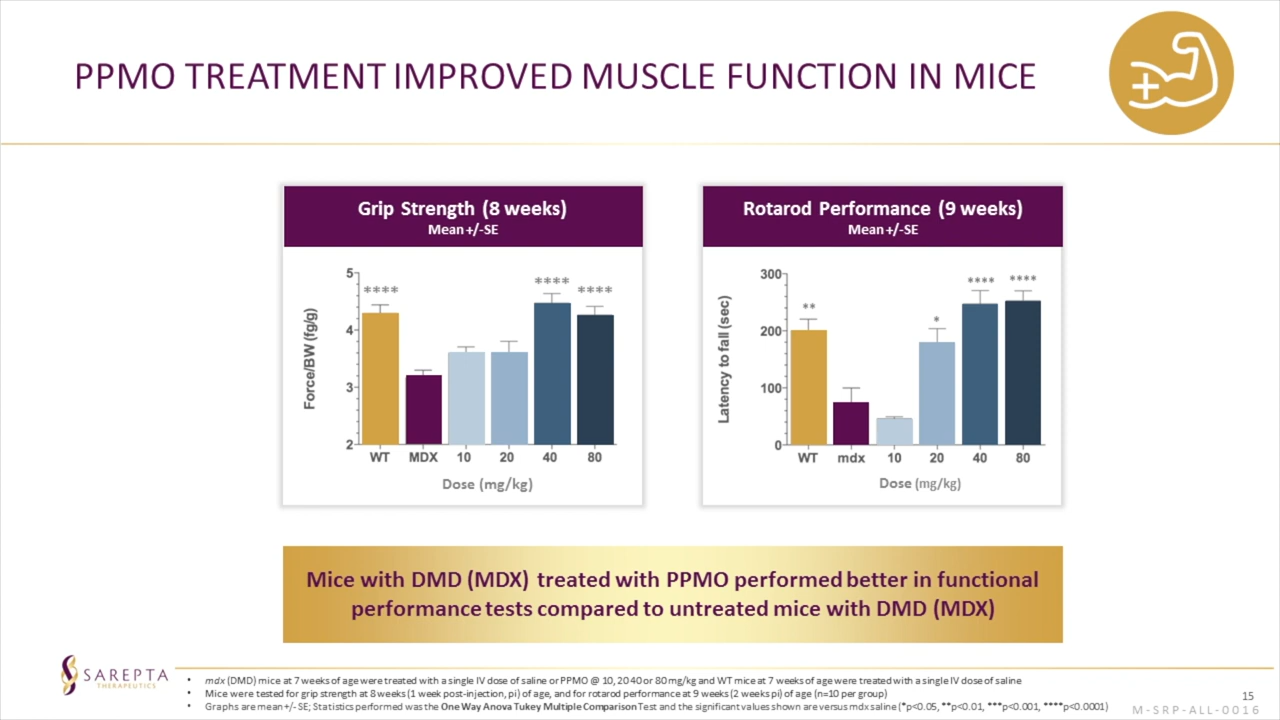 PPMO TREATMENT IMPROVED MUSCLE FUNCTION IN MICE
Grip Strength (8 weeks)
Mean +/-SE
5
4
3
2
Force/BW (fg/g)
****
****
****
WT MDX 10 20 40 80
Dose (mg/kg)
Rotarod Performance (9 weeks)
Mean +/-SE
300
200
100
0
Latency to fall (sec)
**
*
****
****
WT mdx 10 20 40 80
Dose (mg/kg)
Mice with DMD (MDX) treated with PPMO performed better in functional
performance tests compared to untreated mice with DMD (MDX)
SAREPTA
THERAPEUTICS
• mdx (DMD) mice at 7 weeks of age were treated with a single IV dose of saline or PPMO @ 10, 20 40 or 80 mg/kg and WT mice at 7 weeks of age were treated with a single IV dose of saline
• Mice were tested for grip strength at 8 weeks (1 week post-injection, pi) of age, and for rotarod performance at 9 weeks (2 weeks pi) of age (n=10 per group)
• Graphs are mean +/- SE; Statistics performed was the One Way Anova Tukey Multiple Comparison Test and the significant values shown are versus mdx saline (*p<0.05, **p<0.01, ***p<0.001, ****p<0.0001)
15
M-SRP-ALL-0016